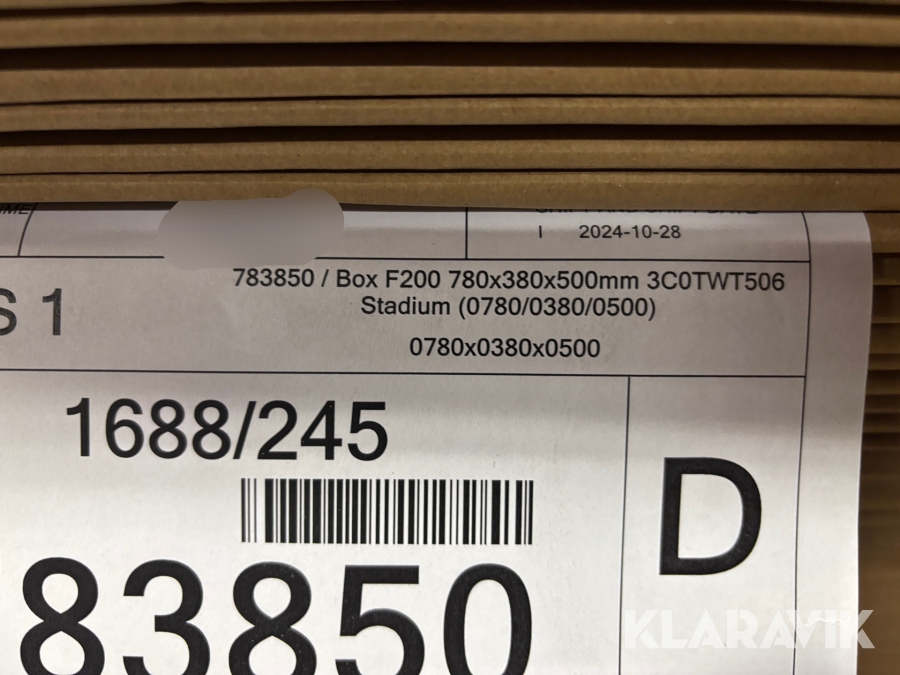 I 2024-10-28
783850 / Box F200 780x380x500mm 3C0TWT506
Stadium (0780/0380/0500)
0780x0380x0500
S 1
1688/245
D
83850
KLARAVIK